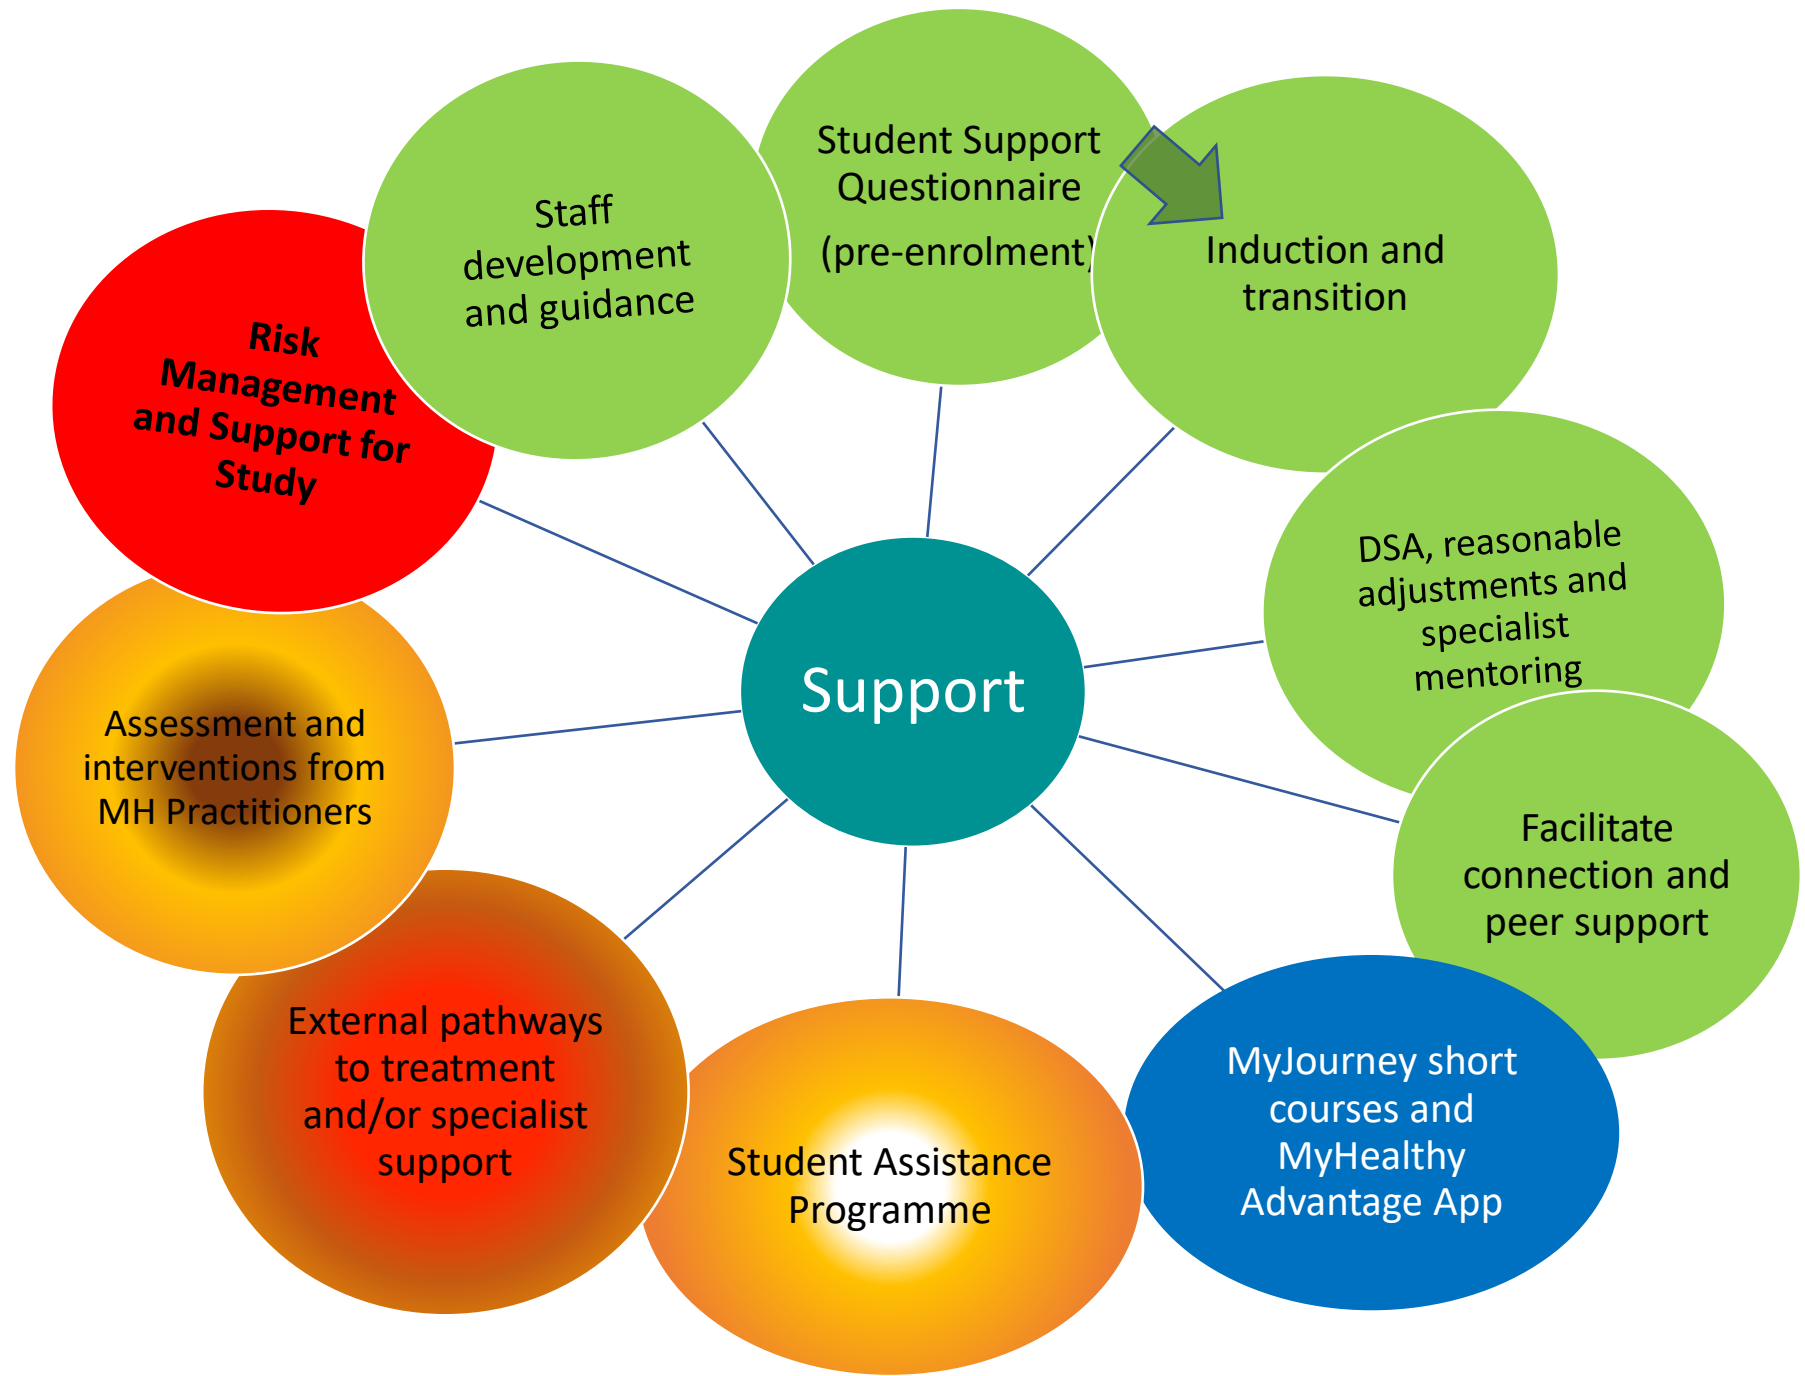 Student Support
Questionnaire
(pre-enrolment)
Induction and
transition
DSA, reasonable
adjustments and
specialist
mentoring
Facilitate
connection and
peer support
MyJourney short
courses and
MyHealthy
Advantage App
Student Assistance
Programme
External pathways
to treatment
and/or specialist
support
Assessment and
interventions from
MH Practitioners
Risk
Management
and Support for
Study
Staff
development
and guidance
Support